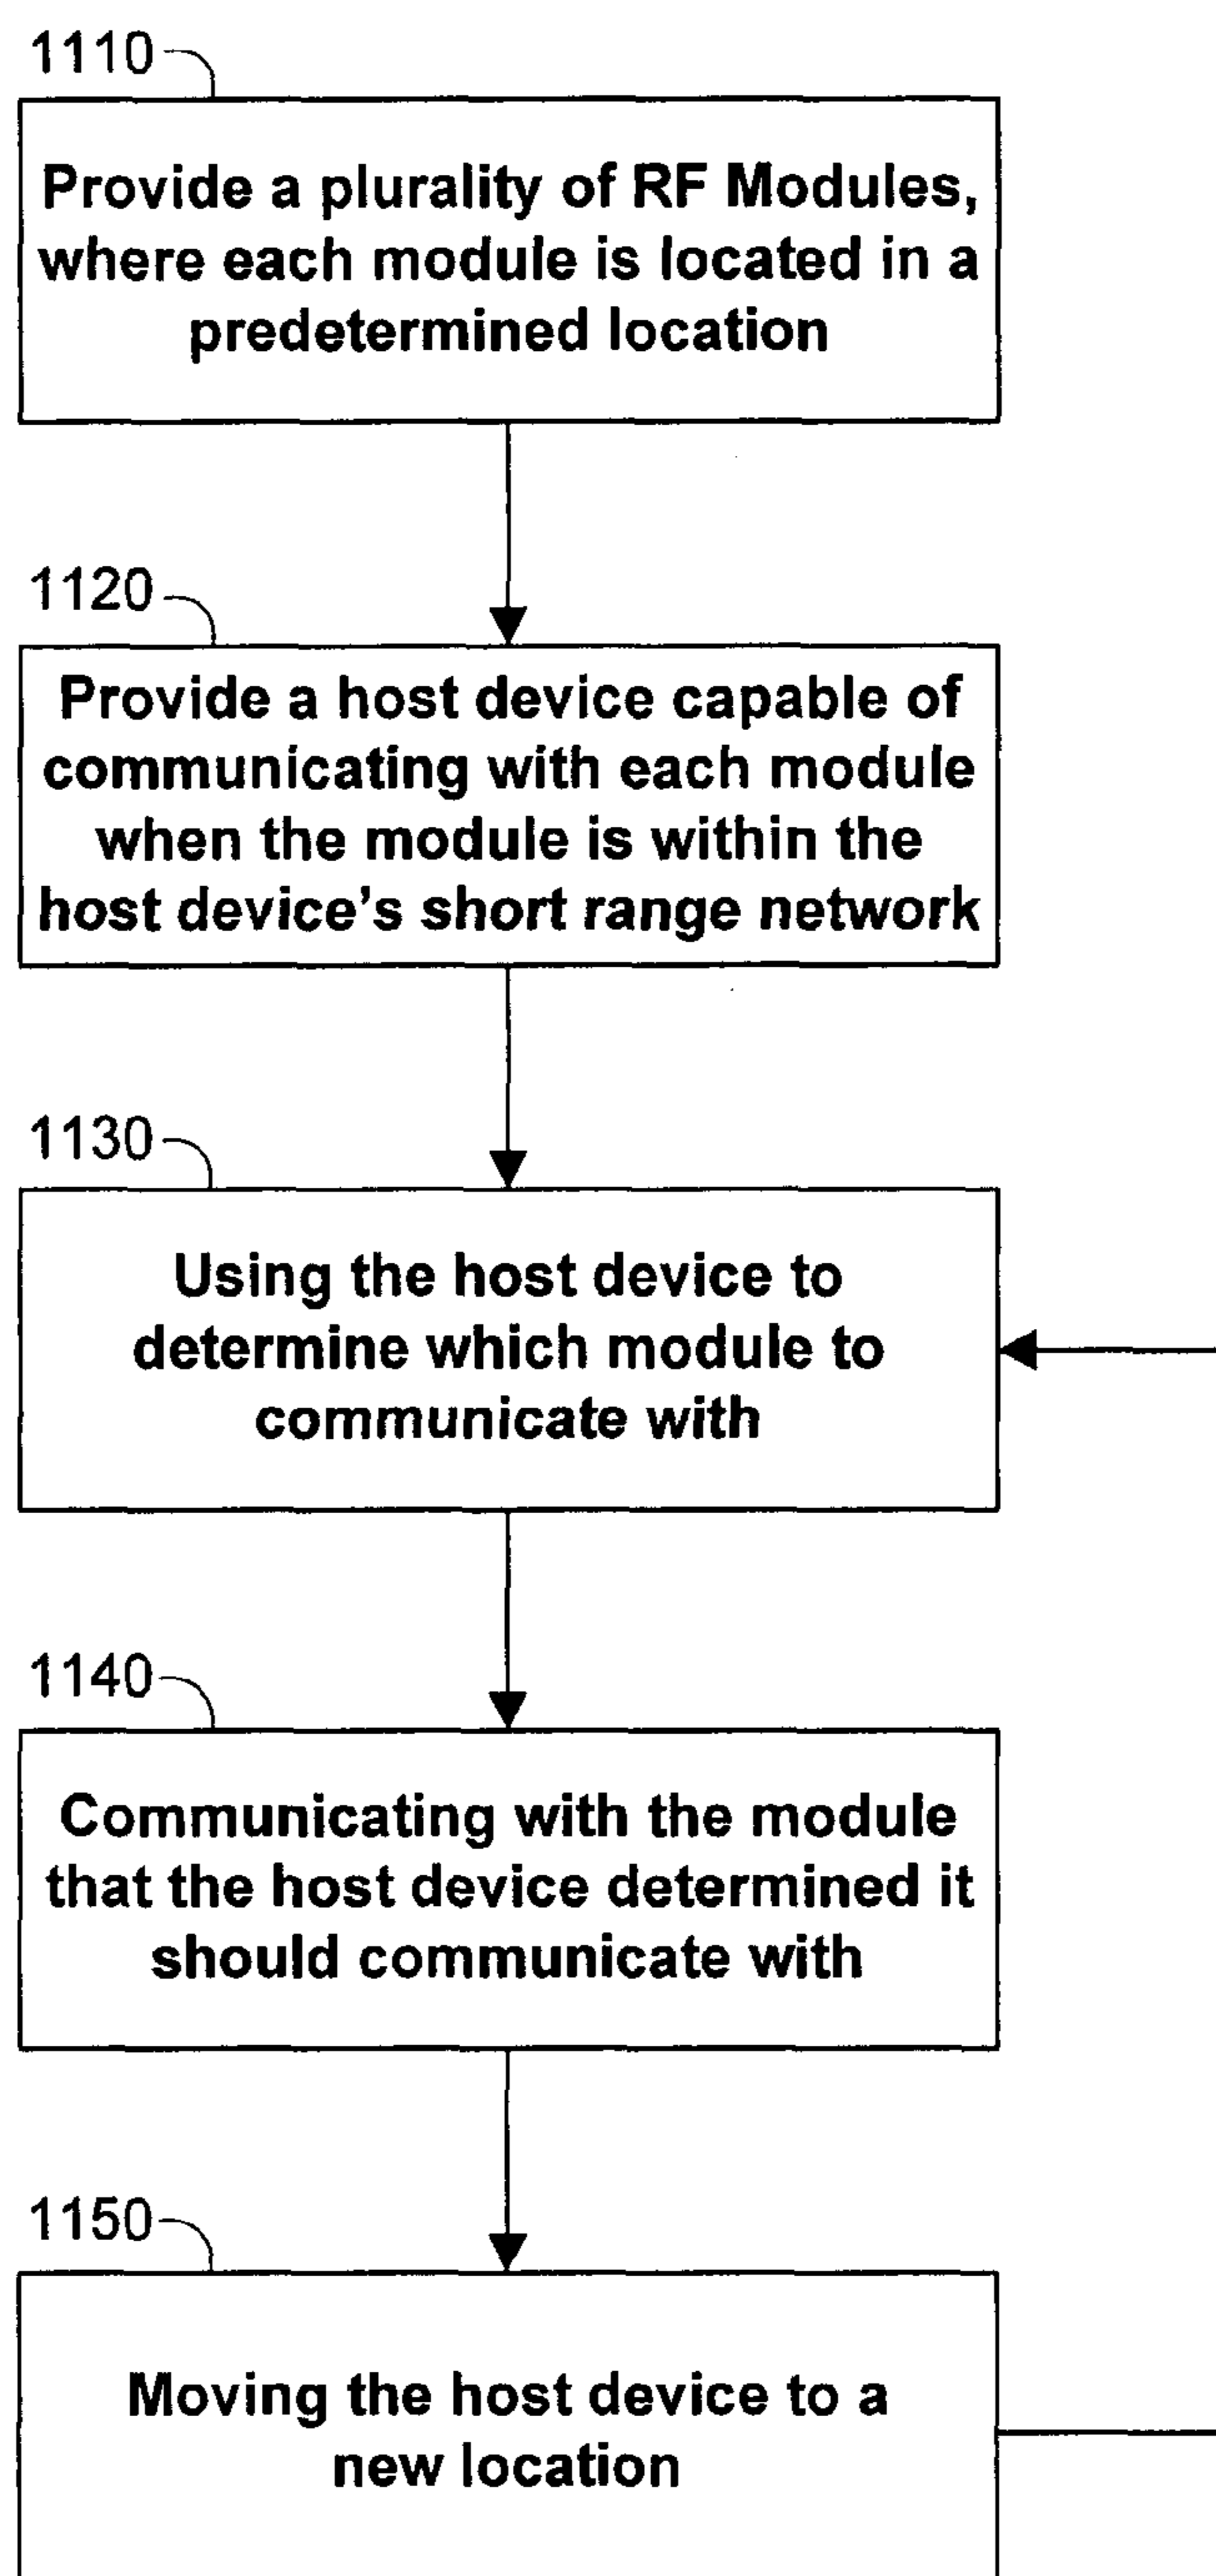 1110
Provide a plurality of RF Modules,
where each module is located in a
predetermined location
1120
Provide a host device capable of
communicating with each module
when the module is within the
host device's short range network
1130
Using the host device to
determine which module to
communicate with
1140
Communicating with the module
that the host device determined it
should communicate with
1150
Moving the host device to a
new location